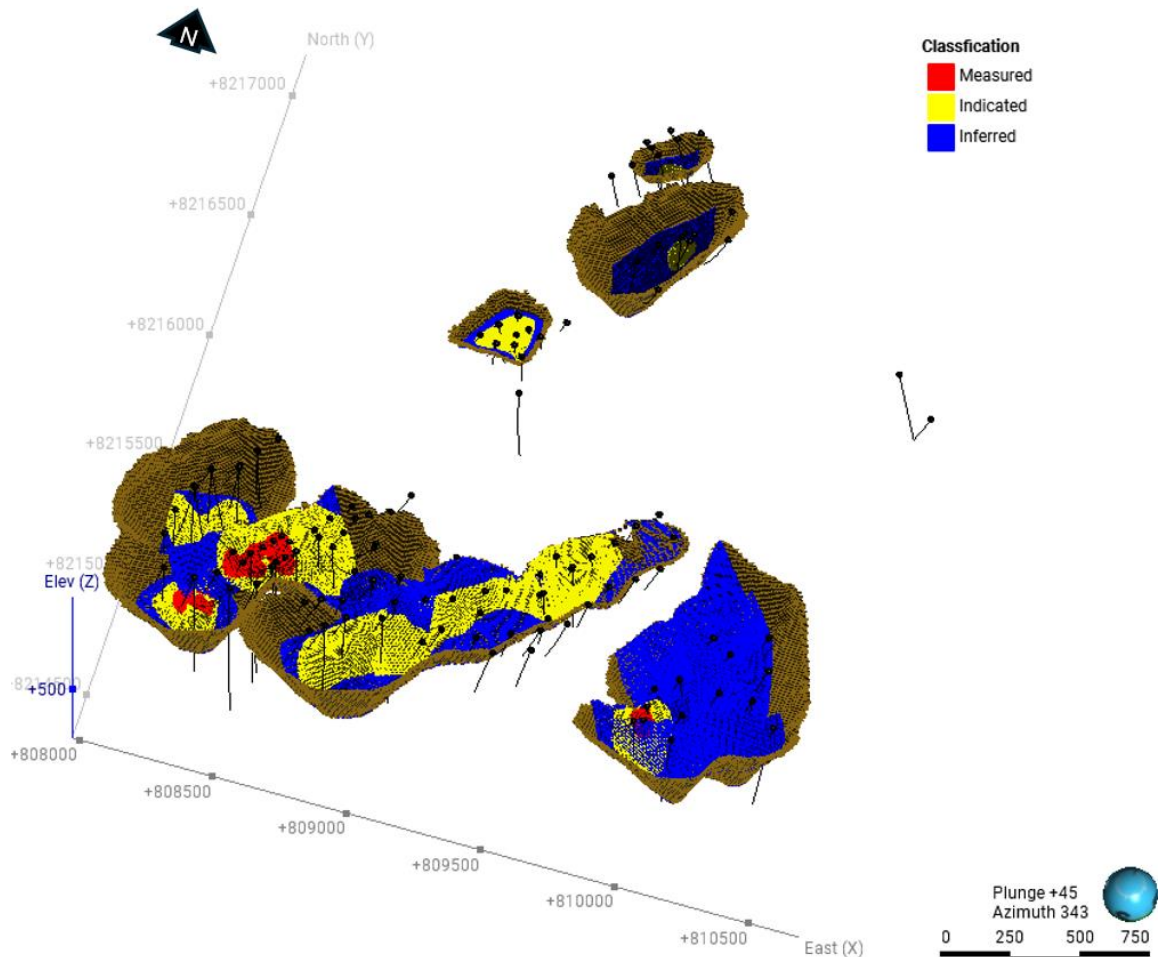 N
North (Y)
+8217000
+8216500
+8216000
+8215500
Elev (Z)
+500
+808000
+808500
+809000
+809500
+810000
+810500
East (X)
Classfication
Measured
Indicated
Inferred
Plunge +45
Azimuth 343
0 250 500 750